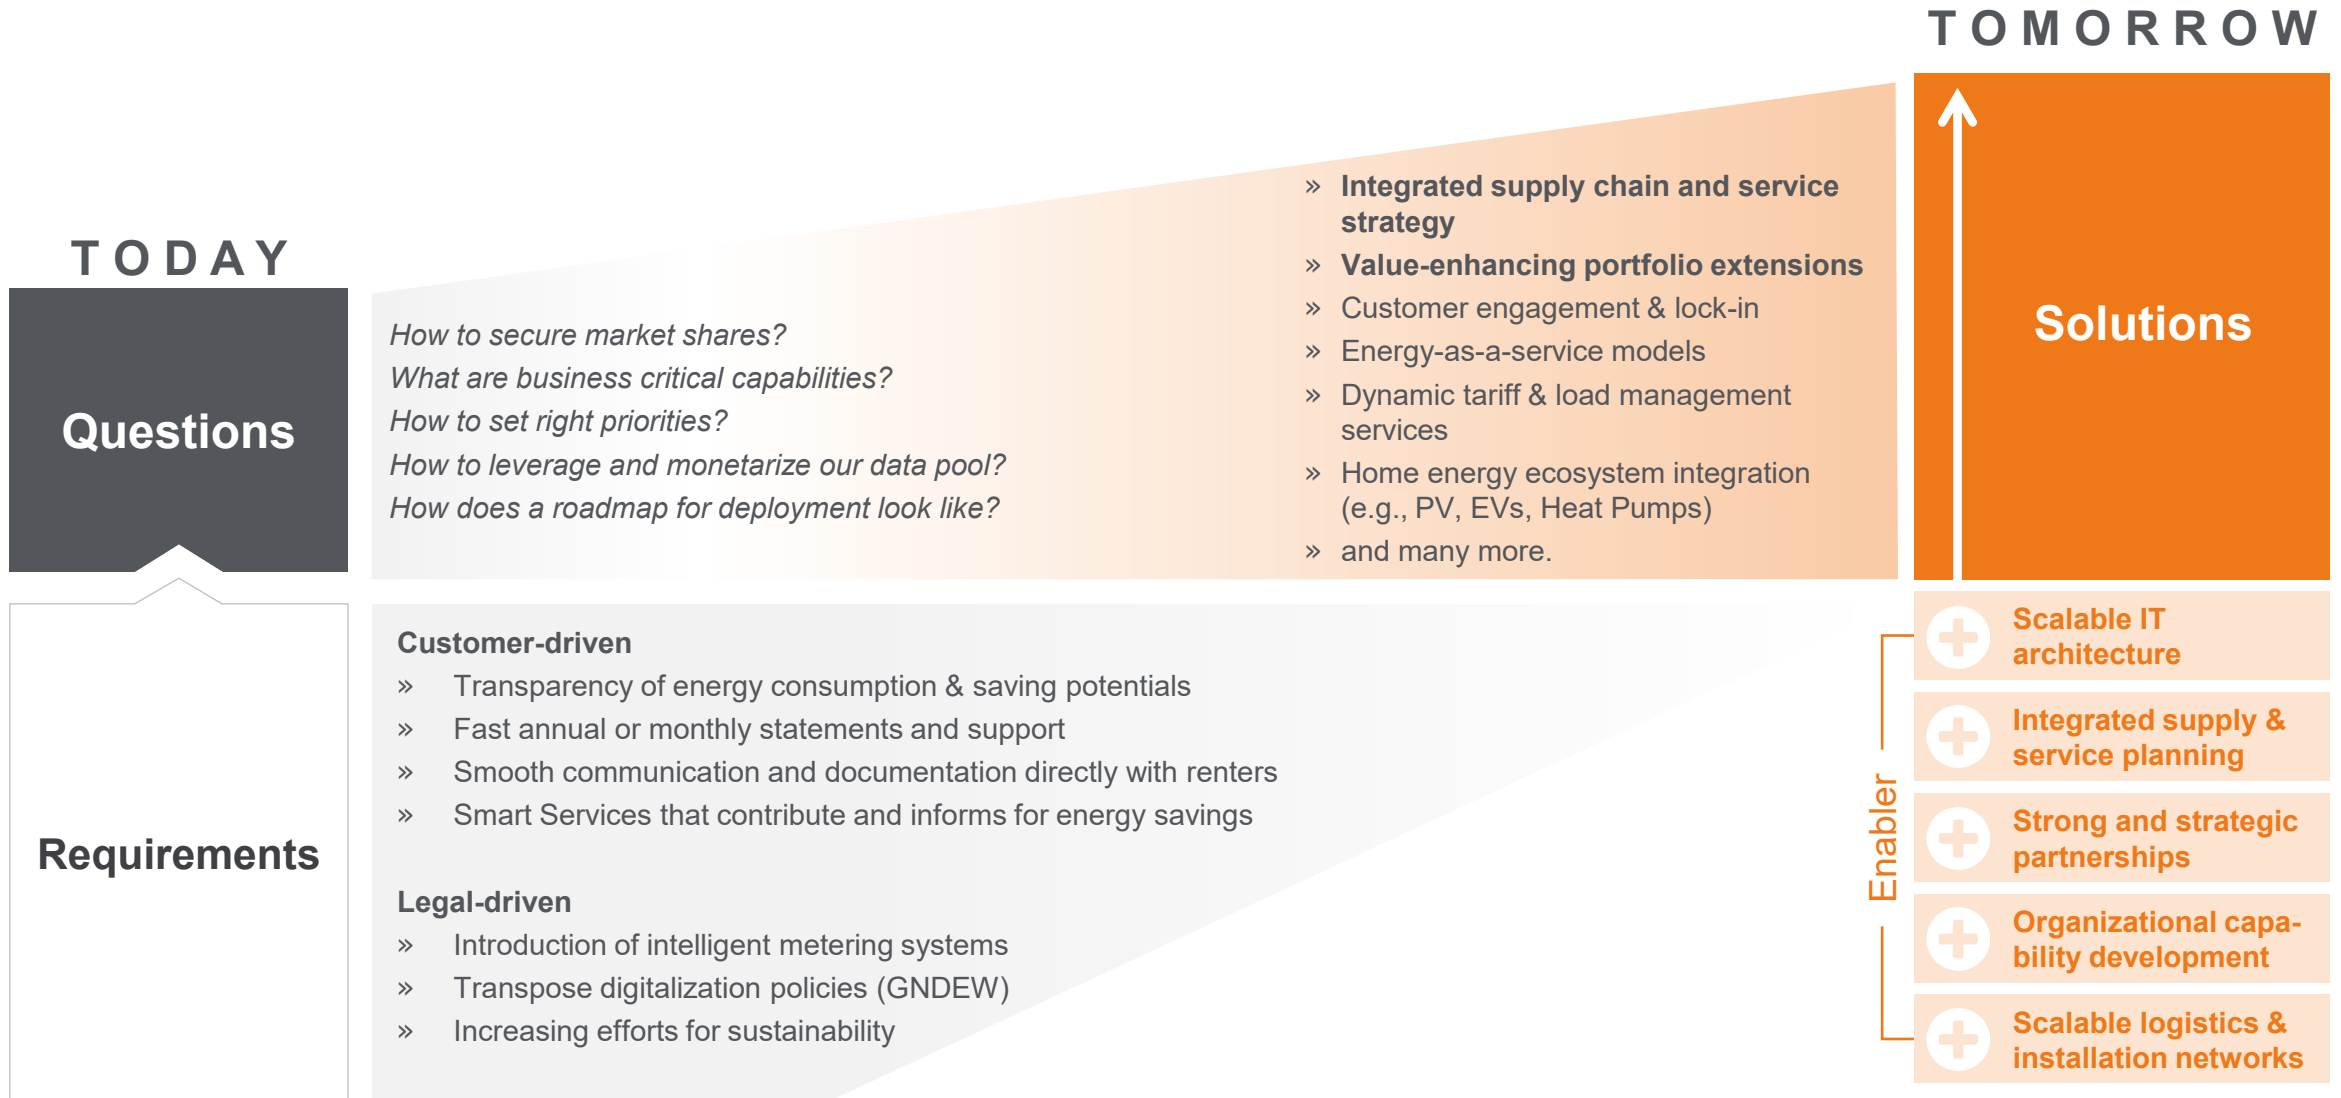 TOMORROW
TODAY
Questions
How to secure market shares?
What are business critical capabilities?
How to set right priorities?
How to leverage and monetarize our data pool?
How does a roadmap for deployment look like?
» Integrated supply chain and service
strategy
» Value-enhancing portfolio extensions
» Customer engagement & lock-in
» Energy-as-a-service models
» Dynamic tariff & load management
services
» Home energy ecosystem integration
(e.g., PV, EVs, Heat Pumps)
» and many more.
Solutions
Requirements
Customer-driven
» Transparency of energy consumption & saving potentials
» Fast annual or monthly statements and support
» Smooth communication and documentation directly with renters
» Smart Services that contribute and informs for energy savings
Legal-driven
» Introduction of intelligent metering systems
» Transpose digitalization policies (GNDEW)
» Increasing efforts for sustainability
Enabler
Scalable IT
architecture
Integrated supply &
service planning
Strong and strategic
partnerships
Organizational capa-
bility development
Scalable logistics &
installation networks